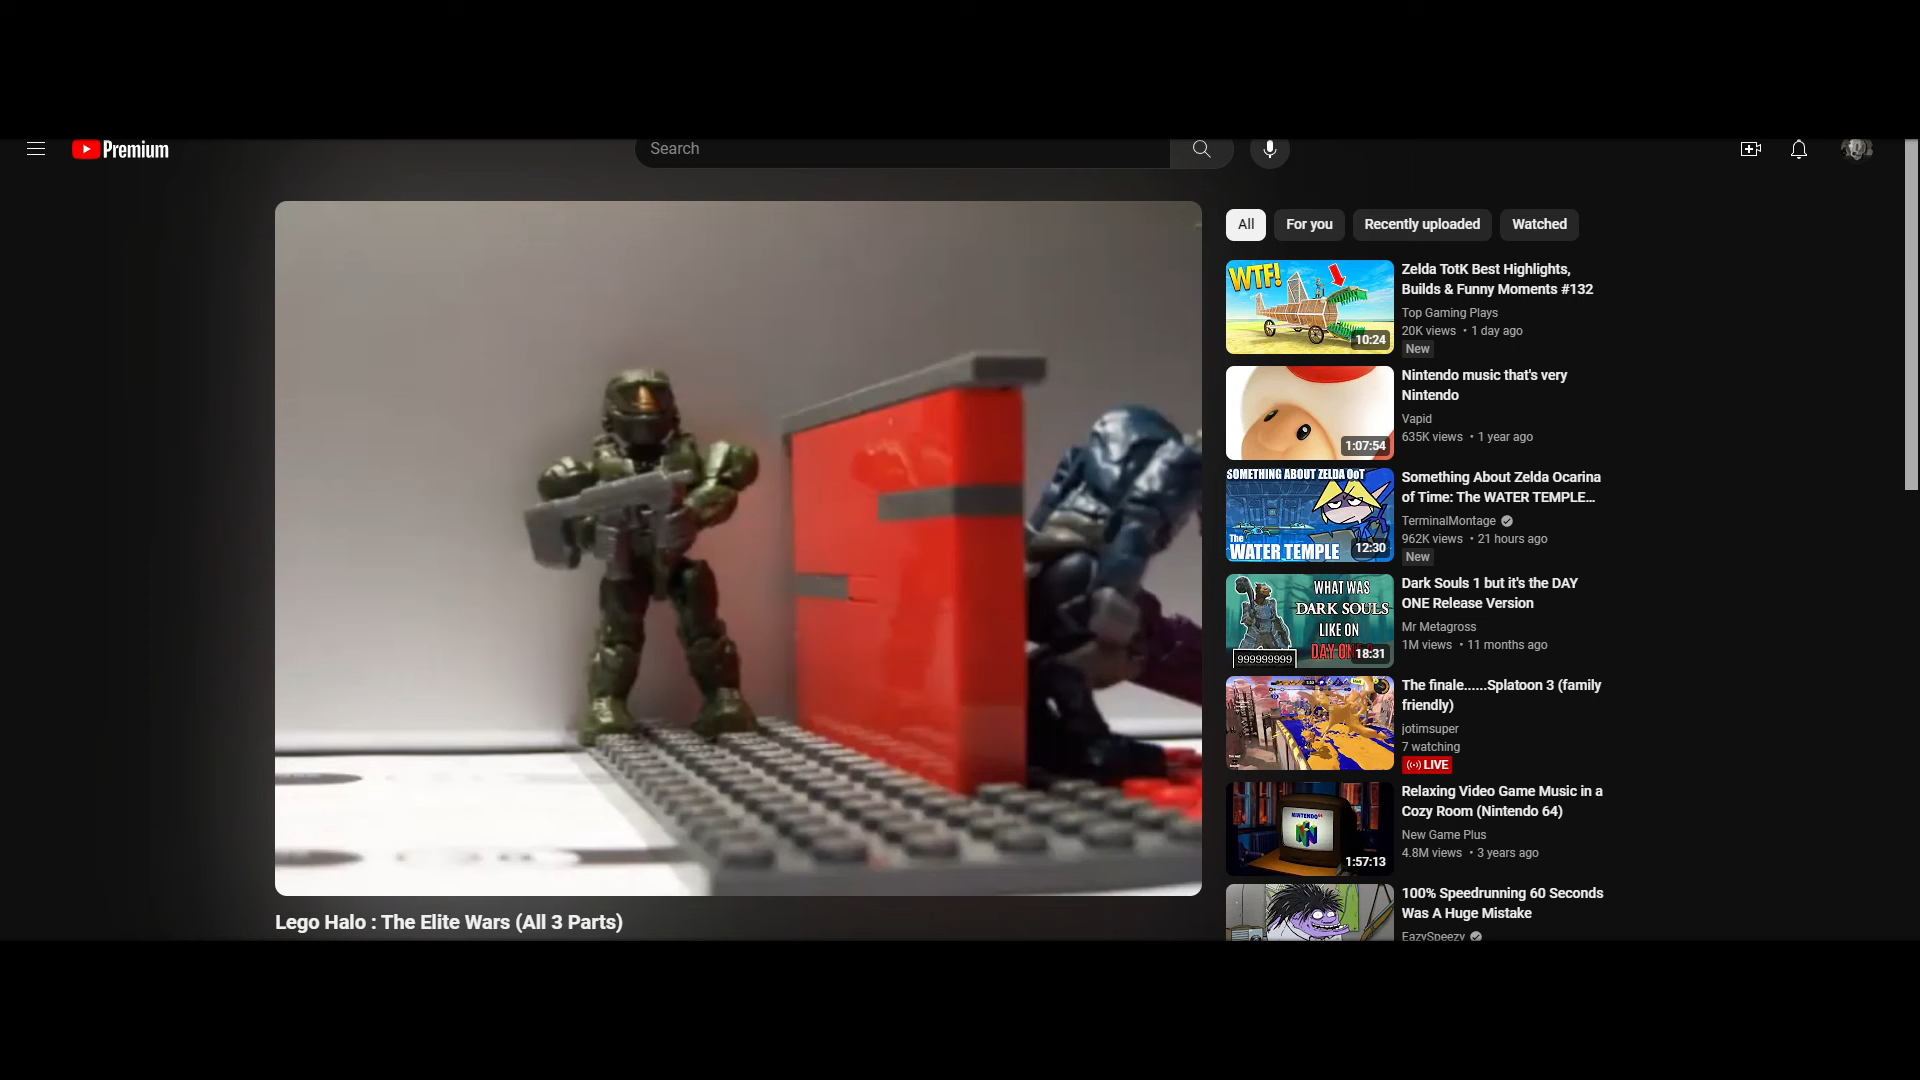 Premium
Search
All
For you
Recently uploaded
Watched
WTF!
10:24
Zelda TotK Best Highlights,
Builds & Funny Moments #132
Top Gaming Plays
20K views • 1 day ago
New
1:07:54
Nintendo music that's very
Nintendo
Vapid
635K views • 1 year ago
SOMETHING ABOUT ZELDA OoT
The
WATER TEMPLE
12:30
Something About Zelda Ocarina
of Time: The WATER TEMPLE...
TerminalMontage
962K views • 21 hours ago
New
WHAT WAS
DARK SOULS
LIKE ON
DAY
999999999
18:31
Dark Souls 1 but it's the DAY
ONE Release Version
Mr Metagross
1M views • 11 months ago
The finale......Splatoon 3 (family
friendly)
jotimsuper
7 watching
LIVE
NINTENDO64
1:57:13
Relaxing Video Game Music in a
Cozy Room (Nintendo 64)
New Game Plus
4.8M views • 3 years ago
100% Speedrunning 60 Seconds
Was A Huge Mistake
EazySpeezy
Lego Halo : The Elite Wars (All 3 Parts)